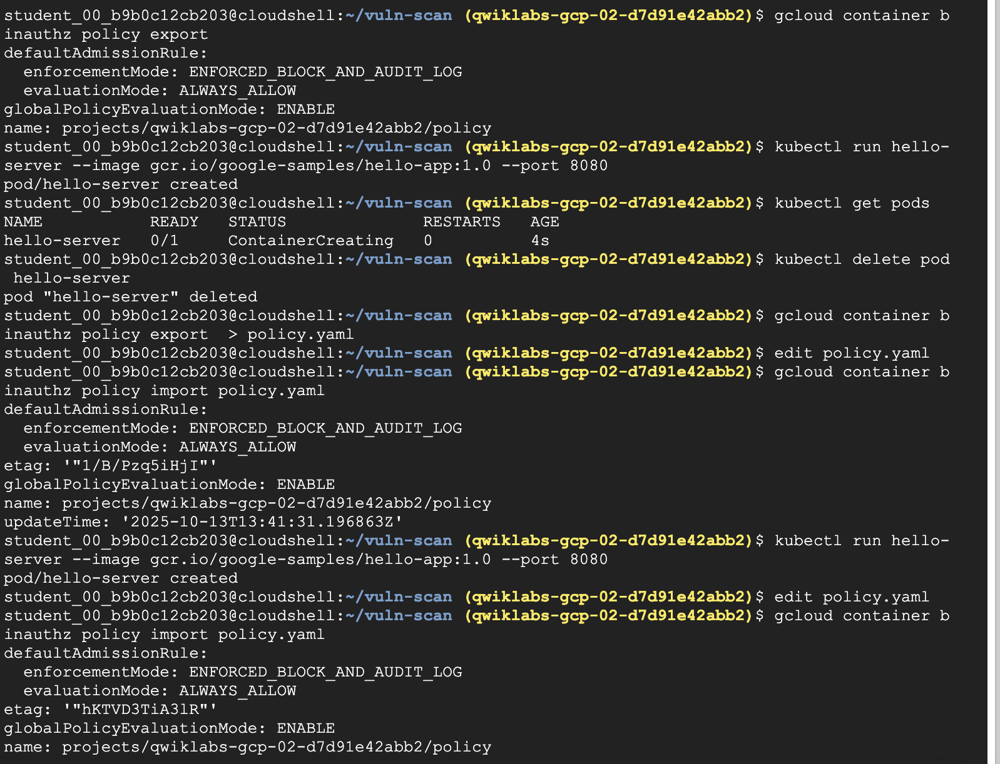 student_00_b9b0c12cb203@cloudshell:~/vuln-scan (qwiklabs-gcp-02-d7d91e42abb2)$ gcloud container b
inauthz policy export
defaultAdmissionRule:
  enforcementMode: ENFORCED_BLOCK_AND_AUDIT_LOG
  evaluationMode: ALWAYS_ALLOW
globalPolicyEvaluationMode: ENABLE
name: projects/qwiklabs-gcp-02-d7d91e42abb2/policy
student_00_b9b0c12cb203@cloudshell:~/vuln-scan (qwiklabs-gcp-02-d7d91e42abb2)$ kubectl run hello-
server --image gcr.io/google-samples/hello-app:1.0 --port 8080
pod/hello-server created
student_00_b9b0c12cb203@cloudshell:~/vuln-scan (qwiklabs-gcp-02-d7d91e42abb2)$ kubectl get pods
NAME           READY   STATUS              RESTARTS   AGE
hello-server   0/1     ContainerCreating   0          4s
student_00_b9b0c12cb203@cloudshell:~/vuln-scan (qwiklabs-gcp-02-d7d91e42abb2)$ kubectl delete pod
 hello-server
pod "hello-server" deleted
student_00_b9b0c12cb203@cloudshell:~/vuln-scan (qwiklabs-gcp-02-d7d91e42abb2)$ gcloud container b
inauthz policy export  > policy.yaml
student_00_b9b0c12cb203@cloudshell:~/vuln-scan (qwiklabs-gcp-02-d7d91e42abb2)$ edit policy.yaml
student_00_b9b0c12cb203@cloudshell:~/vuln-scan (qwiklabs-gcp-02-d7d91e42abb2)$ gcloud container b
inauthz policy import policy.yaml
defaultAdmissionRule:
  enforcementMode: ENFORCED_BLOCK_AND_AUDIT_LOG
  evaluationMode: ALWAYS_ALLOW
etag: '"1/B/Pzq5iHjI"'
globalPolicyEvaluationMode: ENABLE
name: projects/qwiklabs-gcp-02-d7d91e42abb2/policy
updateTime: '2025-10-13T13:41:31.196863Z'
student_00_b9b0c12cb203@cloudshell:~/vuln-scan (qwiklabs-gcp-02-d7d91e42abb2)$ kubectl run hello-
server --image gcr.io/google-samples/hello-app:1.0 --port 8080
pod/hello-server created
student_00_b9b0c12cb203@cloudshell:~/vuln-scan (qwiklabs-gcp-02-d7d91e42abb2)$ edit policy.yaml
student_00_b9b0c12cb203@cloudshell:~/vuln-scan (qwiklabs-gcp-02-d7d91e42abb2)$ gcloud container b
inauthz policy import policy.yaml
defaultAdmissionRule:
  enforcementMode: ENFORCED_BLOCK_AND_AUDIT_LOG
  evaluationMode: ALWAYS_ALLOW
etag: '"hKTVD3TiA3lR"'
globalPolicyEvaluationMode: ENABLE
name: projects/qwiklabs-gcp-02-d7d91e42abb2/policy